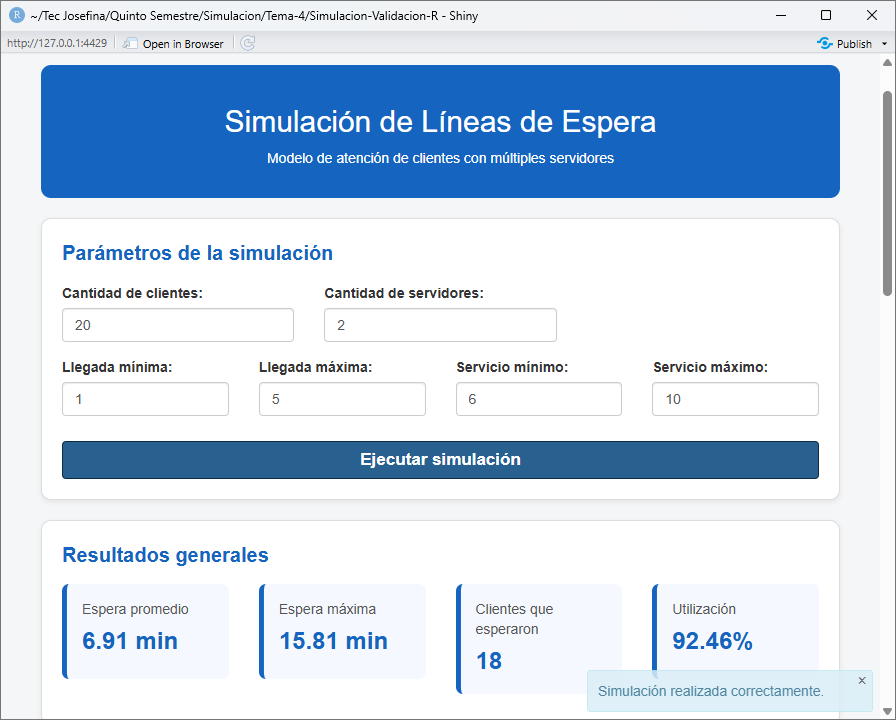 ~/Tec Josefina/Quinto Semestre/Simulacion/Tema-4/Simulacion-Validacion-R - Shiny
http://127.0.0.1:4429 Open in Browser Publish
Simulación de Líneas de Espera
Modelo de atención de clientes con múltiples servidores
Parámetros de la simulación
Cantidad de clientes: Cantidad de servidores:
20 2
Llegada mínima: Llegada máxima: Servicio mínimo: Servicio máximo:
1 5 6 10
Ejecutar simulación
Resultados generales
Espera promedio
6.91 min
Espera máxima
15.81 min
Clientes que
esperaron
18
Utilización
92.46%
Simulación realizada correctamente.